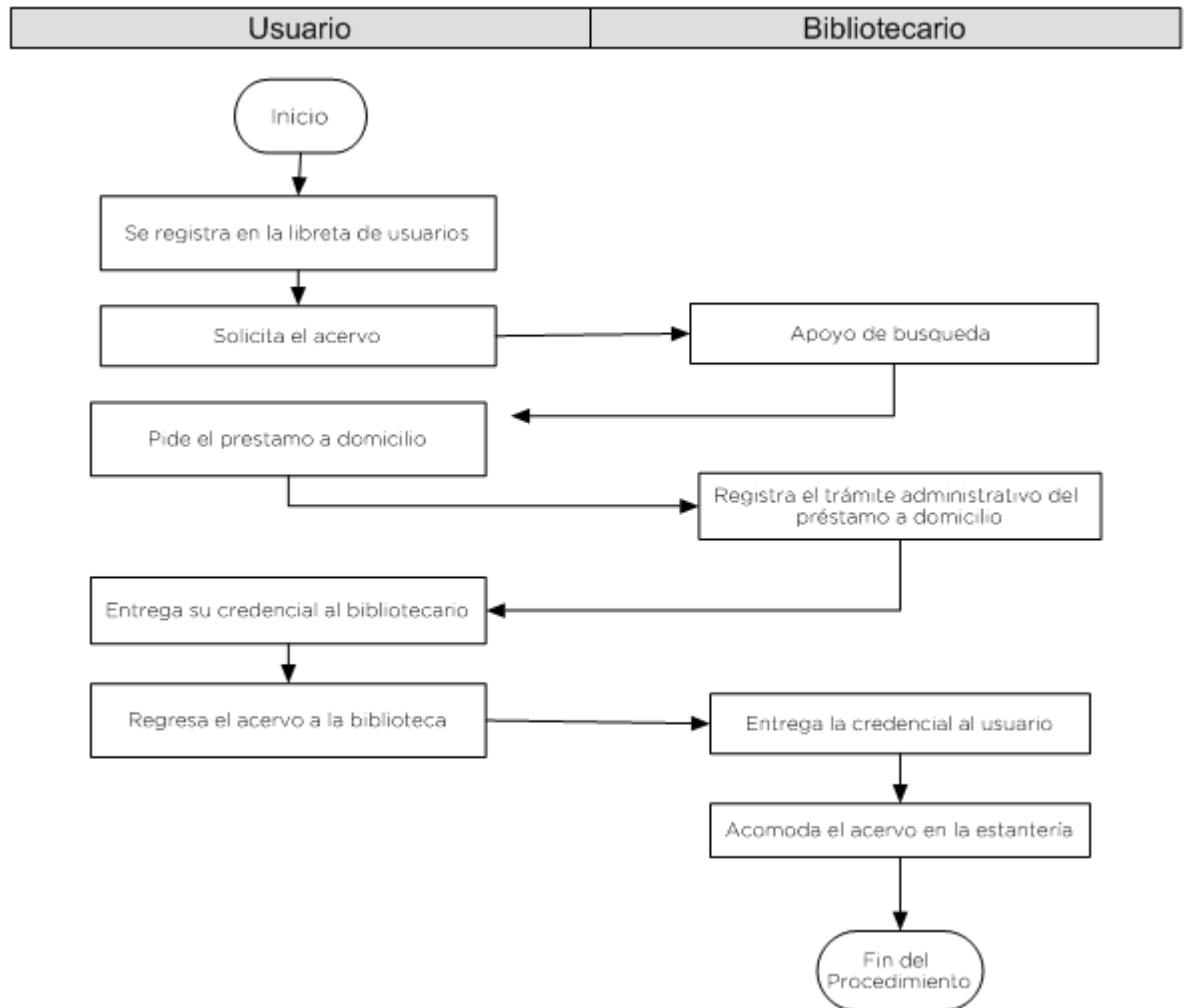 Usuario
Bibliotecario
Inicio
Se registra en la libreta de usuarios
Solicita el acervo
Apoyo de busqueda
Pide el prestamo a domicilio
Registra el trámite administrativo del
préstamo a domicilio
Entrega su credencial al bibliotecario
Regresa el acervo a la biblioteca
Entrega la credencial al usuario
Acomoda el acervo en la estantería
Fin del
Procedimiento